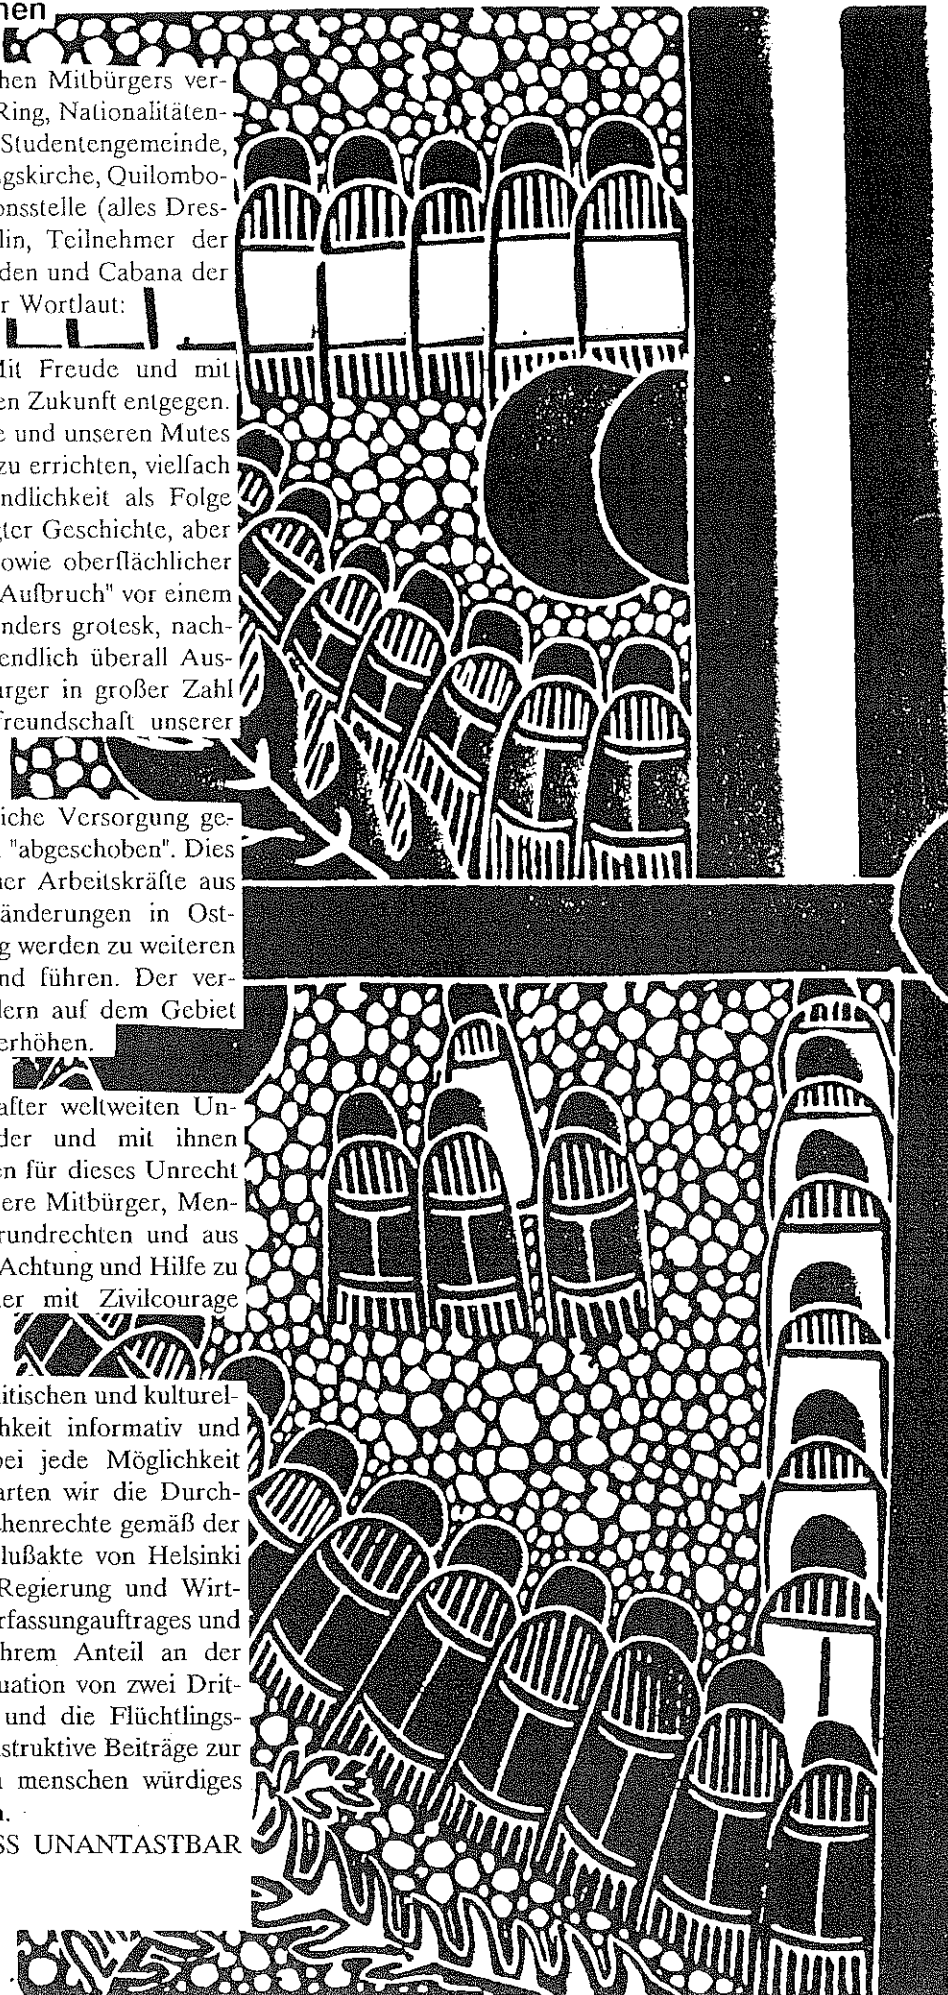 nen
hen Mitbürgers ver-
Ring, Nationalitäten-
Studentengemeinde,
gskirche, Quilombo-
onsstelle (alles Dres-
lin, Teilnehmer der
den und Cabana der
r Wortlaut:
Mit Freude und mit
en Zukunft entgegen.
e und unseren Mutes
zu errichten, vielfach
ndlichkeit als Folge
gter Geschichte, aber
owie oberflächlicher
Aufbruch" vor einem
nders grotesk, nach-
endlich überall Aus-
ürger in großer Zahl
freundschaft unserer
iche Versorgung ge-
"abgeschoben". Dies
ner Arbeitskräfte aus
änderungen in Ost-
g werden zu weiteren
nd führen. Der ver-
dern auf dem Gebiet
erhöhen.
after weltweiten Un-
der und mit ihnen
en für dieses Unrecht
ere Mitbürger, Men-
rundrechten und aus
Achtung und Hilfe zu
er mit Zivilcourage
itischen und kulturel-
hkeit informativ und
bei jede Möglichkeit
arten wir die Durch-
henrechte gemäß der
lußakte von Helsinki
Regierung und Wirt-
rfassungauftrages und
hrem Anteil an der
uation von zwei Drit-
und die Flüchtlings-
nstruktive Beiträge zur
n menschen würdiges
n.
SS UNANTASTBAR